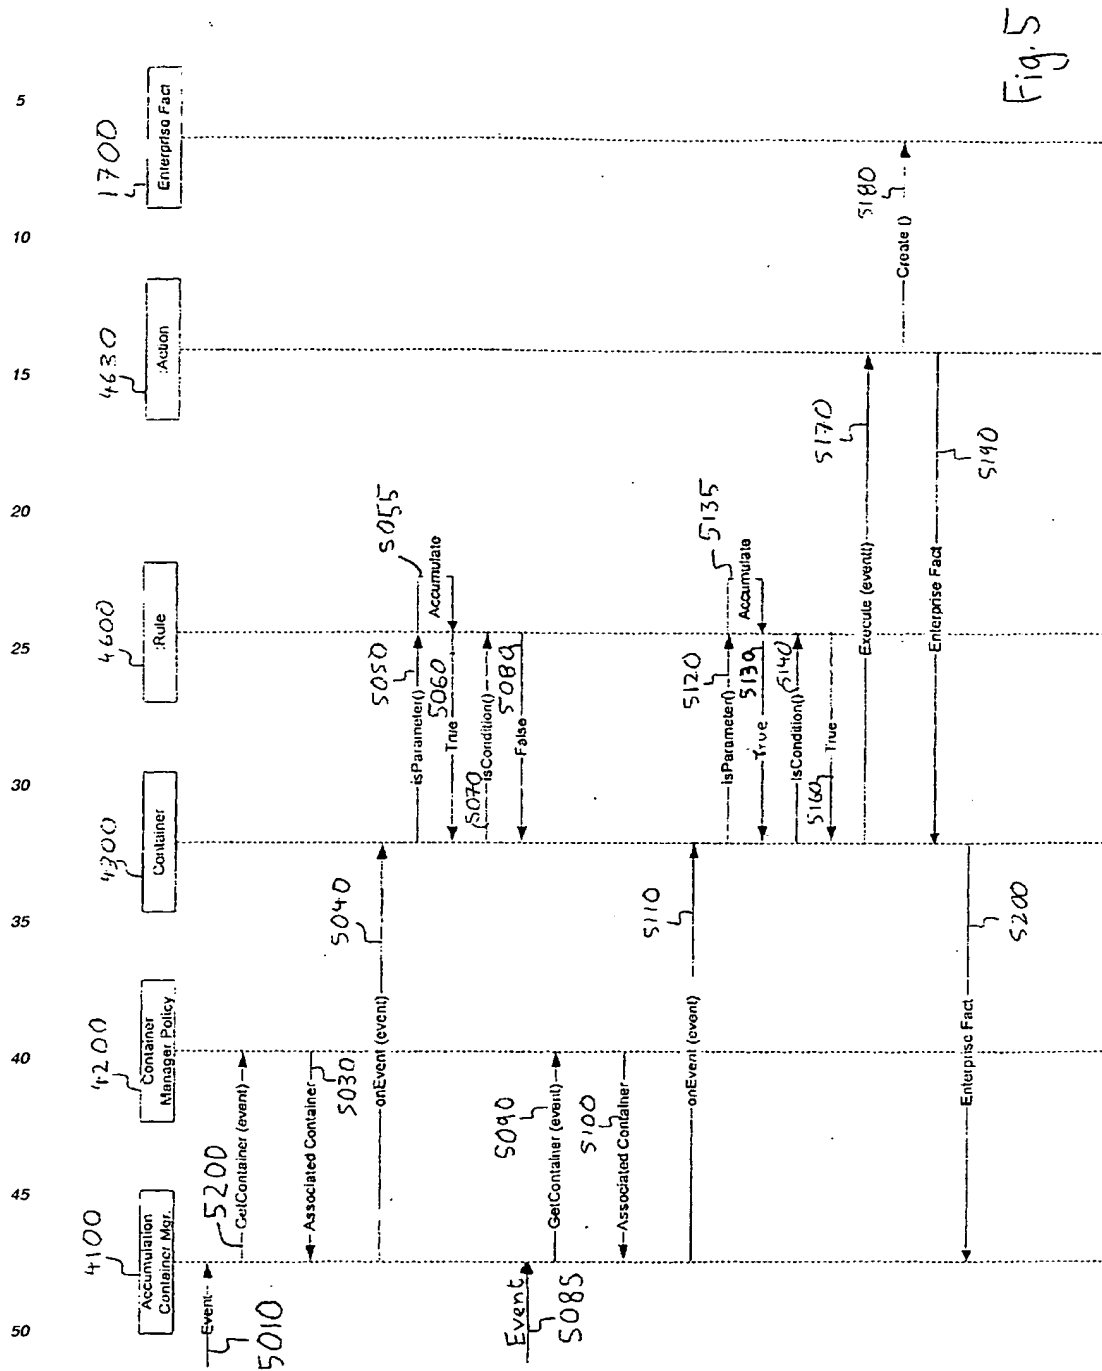 5
10
15
20
25
30
35
40
45
50
4100
4200
4300
4600
4630
1700
Accumulation
Container Mgr.
Container
Manager Policy
Container
:Rule
:Action
Enterprise Fact
Event
5010
5200
GetContainer (event)
Associated Container
5030
5040
onEvent (event)
5050
isParameter()
5055
Accumulate
5060
True
5070
isCondition()
5080
False
Event
5085
5090
GetContainer (event)
5100
Associated Container
5110
onEvent (event)
5120
isParameter()
5135
Accumulate
5130
True
5140
IsCondition()
5160
True
5170
Execute (event)
5180
Create ()
Enterprise Fact
5190
Enterprise Fact
5200
Fig. 5